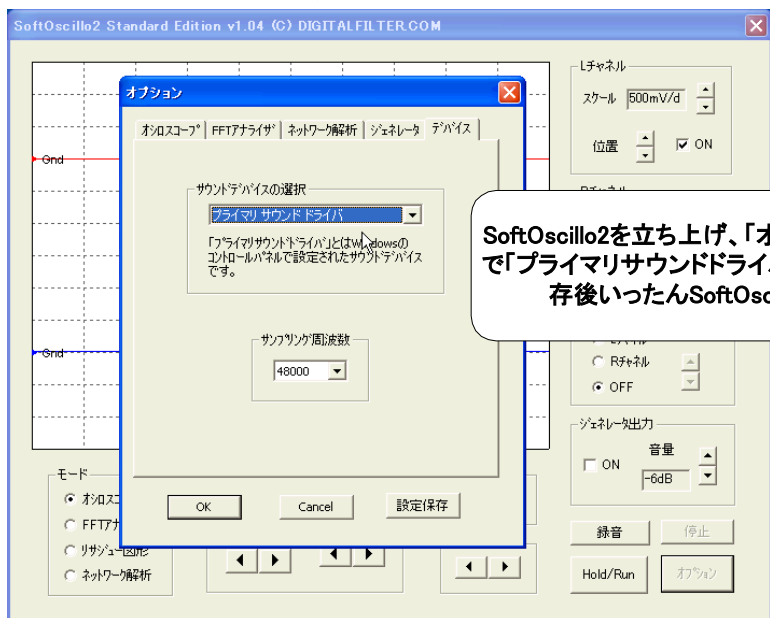 SoftOscillo2 Standard Edition v1.04 (C) DIGITALFILTER.COM
オプション
オシロスコープ
FFTアナライザ
ネットワーク解析
ジェネレータ
デバイス
サウンドデバイスの選択
プライマリ サウンド ドライバ
「プライマリサウンドドライバ」とはwindowsの
コントロールパネルで設定されたサウンドデバイス
です。
サンプリング周波数
48000
OK
Cancel
設定保存
Gnd
Gnd
Lチャネル
スケール 500mV/d
位置 ON
SoftOscillo2を立ち上げ、「オ
で「プライマリサウンドドライ
存後いったんSoftOsc
Rチャネル
OFF
ジェネレータ出力
音量
ON
-6dB
モード
オシロスコ
FFTア
リサジュー図形
ネットワーク解析
録音
停止
Hold/Run
オプション